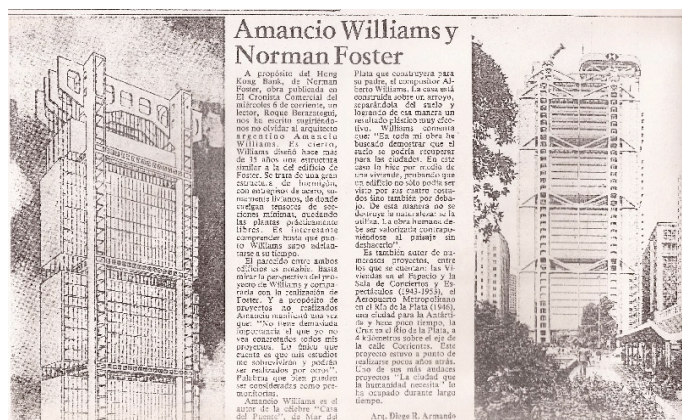 Amancio Williams y
Norman Foster
A propósito del Hong
Kong Bank, de Norman
Foster, obra publicada en
El Cronista Comercial del
miércoles 6 de corriente, un
lector, Roque Berazategui,
nos ha escrito sugiriéndo-
nos no olvidar al arquitecto
argentino Amancio
Williams. Es cierto,
Williams diseñó hace más
de 35 años una estructura
similar a la del edificio de
Foster. Se trata de una gran
estructura de hormigón,
con entrepisos de acero, su-
mamente livianos, de donde
cuelgan tensores de sec-
ciones mínimas, quedando
las plantas prácticamente
libres. Es interesante
comprender hasta qué pun-
to Williams supo adelan-
tarse a su tiempo.
El parecido entre ambos
edificios es notable. Basta
mirar la perspectiva del pro-
yecto de Williams y compa-
rarla con la realización de
Foster. Y a propósito de
proyectos no realizados
Amancio manifestó una vez
que: "No tiene demasiada
importancia el que yo no
vea concretados todos mis
proyectos. Lo único que
cuenta es que mis estudios
me sobrevivirán y podrán
ser realizados por otros".
Palabras que bien pueden
ser consideradas como pre-
monitorias.
Amancio Williams es el
autor de la célebre "Casa
del Puente", de Mar del
Plata que construyera para
su padre, el compositor Al-
berto Williams. La casa está
construida sobre un arroyo,
separándola del suelo y
logrando de esa manera un
resultado plástico muy efec-
tivo. Williams comenta
que: "En toda mi obra he
buscado demostrar que el
suelo se podría recuperar
para las ciudades. En este
caso lo hice por medio de
una vivienda, probando que
un edificio no sólo podía ser
visto por sus cuatro costa-
dos sino también por deba-
jo. De esta manera no se
destruye la naturaleza: se la
utiliza. La obra humana de-
be ser valorizada contrapo-
niéndose al paisaje sin
deshacerlo".
Es también autor de nu-
merosos proyectos, entre
los que se cuentan: las Vi-
viendas en el Espacio y la
Sala de Conciertos y Es-
pectáculos (1943-1953), el
Aeropuerto Metropolitano
en el Río de la Plata (1946),
una ciudad para la Antárti-
da y hace poco tiempo, la
Cruz en el Río de la Plata, a
4 kilómetros sobre el eje de
la calle Corrientes. Este
proyecto estuvo a punto de
realizarse pocos años atrás.
Uno de sus más audaces
proyectos "La ciudad que
la humanidad necesita" lo
ha ocupado durante largo
tiempo.
Arq. Diego R. Armando